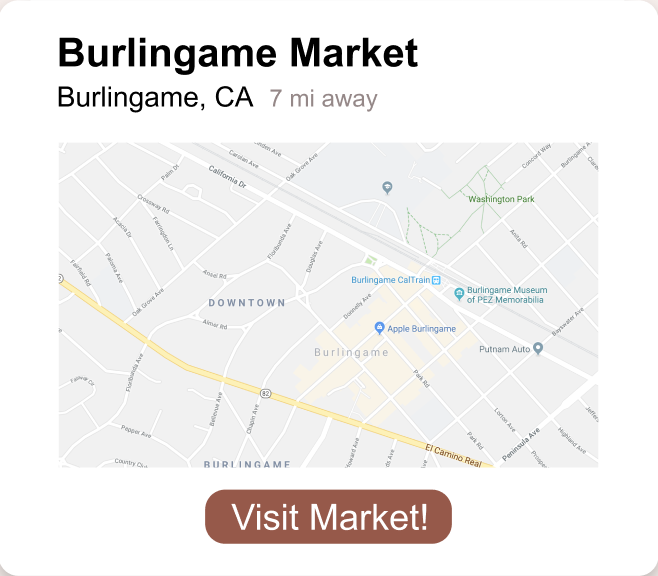 Burlingame Market
Burlingame, CA 7 mi away
Carolan Ave
Oak Grove Ave
Concord Way
Burlingame A
Palm Dr
California Dr
Washington Park
Crossway Rd
Acacia Dr
Farringdon Ln
Floribunda Ave
Douglas Ave
Anita Rd
Paloma Ave
Fairfield Rd
Ansel Rd
Burlingame CalTrain
Oak Grove Ave
DOWNTOWN
Donnelly Ave
Burlingame Museum
of PEZ Memorabilia
Almar Rd
Apple Burlingame
Bayswater Ave
Burlingame
Putnam Auto
Floribunda Ave
Park Rd
82
Bellevue Ave
Chapin Ave
Lorton Ave
Pepper Ave
Park Rd
Peninsula Ave
Highland Ave
El Camino Real
Country Club
BURLINGAME
Howard Ave
Visit Market!